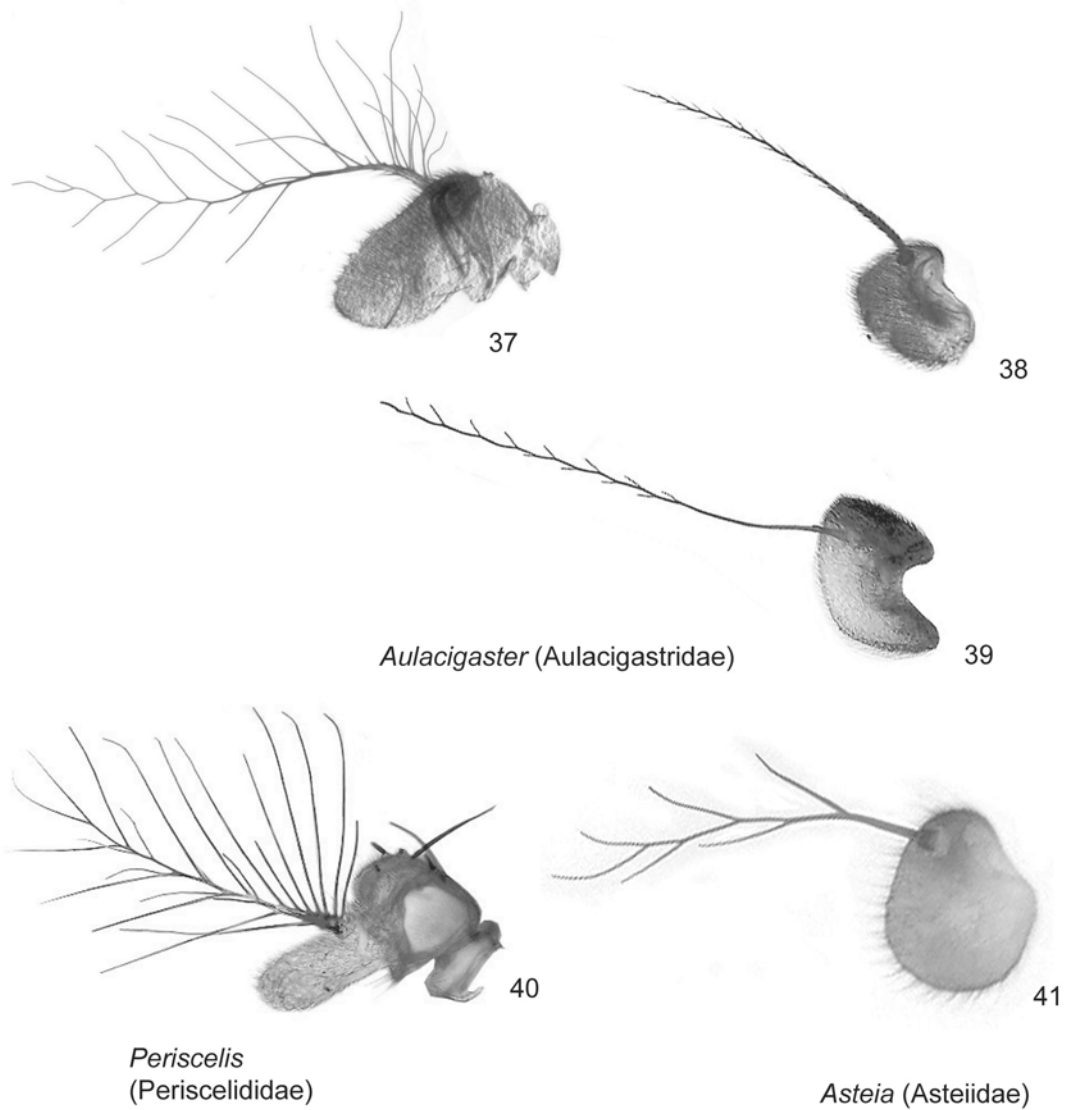 37
38
39
Aulacigaster (Aulacigastridae)
40
41
Periscelis
(Periscelididae)
Asteia (Asteiidae)